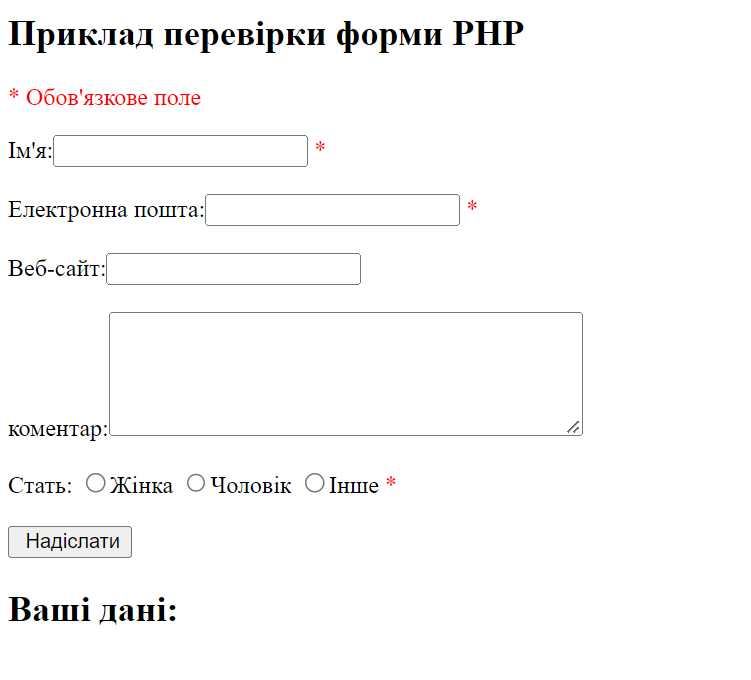 Приклад перевірки форми PHP
* Обов'язкове поле
Ім'я: *
Електронна пошта: *
Веб-сайт:
коментар:
Стать: Жінка Чоловік Інше *
Надіслати
Ваші дані: